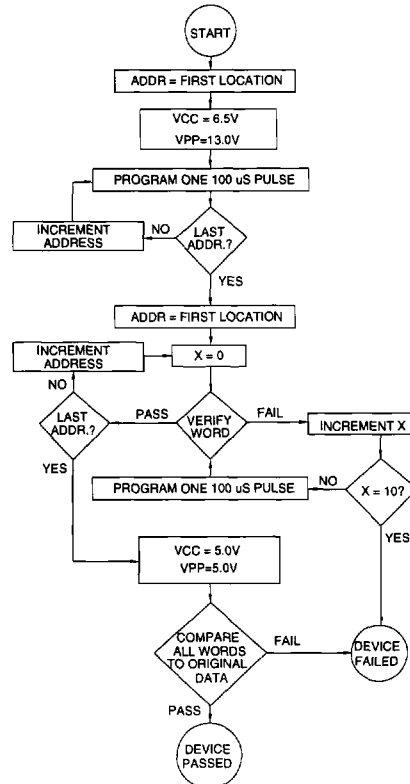 START
ADDR = FIRST LOCATION
VCC = 6.5V
VPP=13.0V
PROGRAM ONE 100 uS PULSE
INCREMENT
ADDRESS
NO
LAST
ADDR.?
YES
ADDR = FIRST LOCATION
INCREMENT
ADDRESS
X = 0
NO
LAST
ADDR.?
PASS
VERIFY
WORD
FAIL
INCREMENT X
YES
PROGRAM ONE 100 uS PULSE
NO
X = 10?
YES
VCC = 5.0V
VPP=5.0V
COMPARE
ALL WORDS
TO ORIGINAL
DATA
FAIL
DEVICE
FAILED
PASS
DEVICE
PASSED